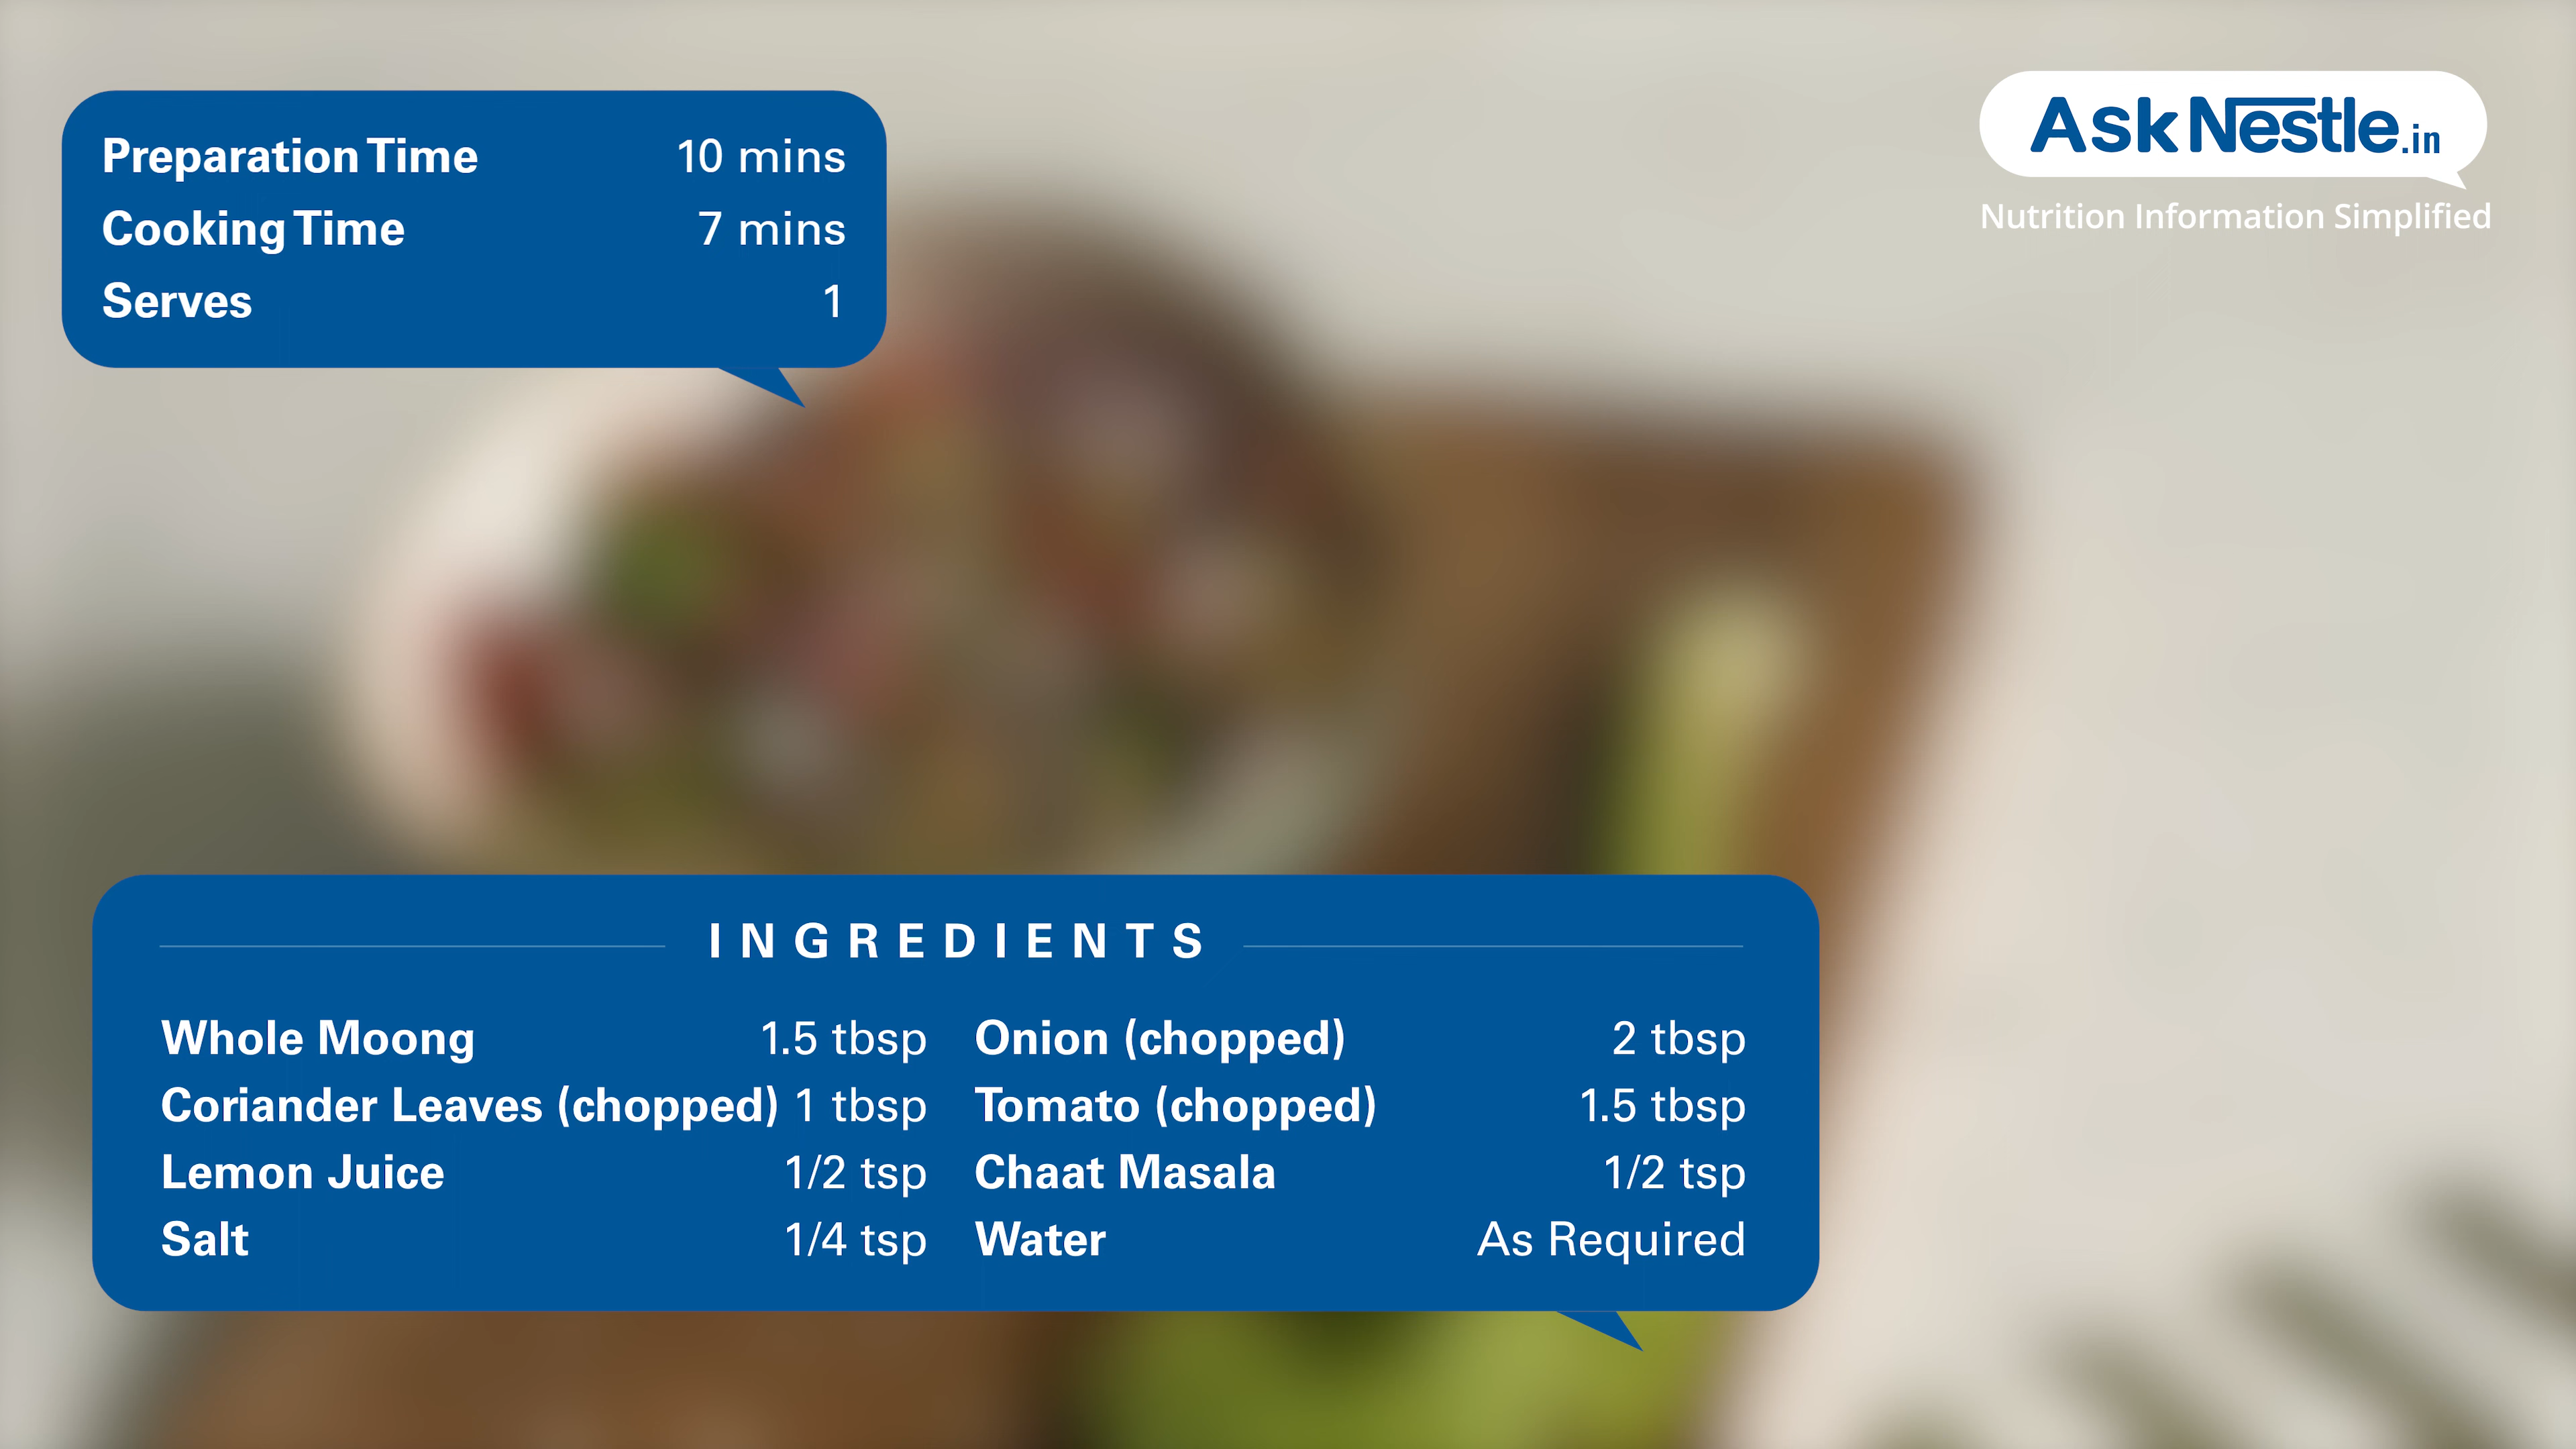 Preparation Time 10 mins
Cooking Time 7 mins
Serves 1
Ask Nestle.in
Nutrition Information Simplified
INGREDIENTS
Whole Moong 1.5 tbsp Onion (chopped) 2 tbsp
Coriander Leaves (chopped) 1 tbsp Tomato (chopped) 1.5 tbsp
Lemon Juice 1/2 tsp Chaat Masala 1/2 tsp
Salt 1/4 tsp Water As Required